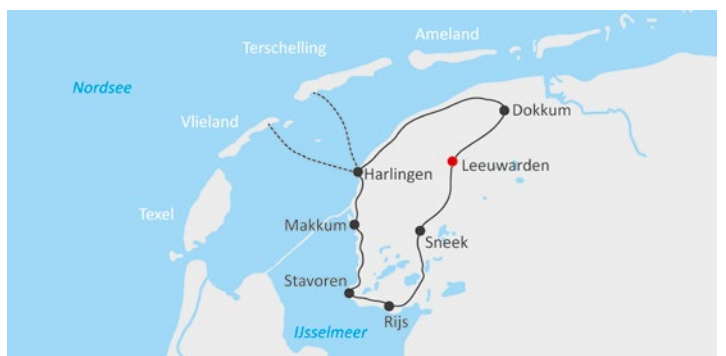 Ameland
Terschelling
Nordsee
Dokkum
Vlieland
Leeuwarden
Harlingen
Texel
Makkum
Sneek
Stavoren
Rijs
IJsselmeer